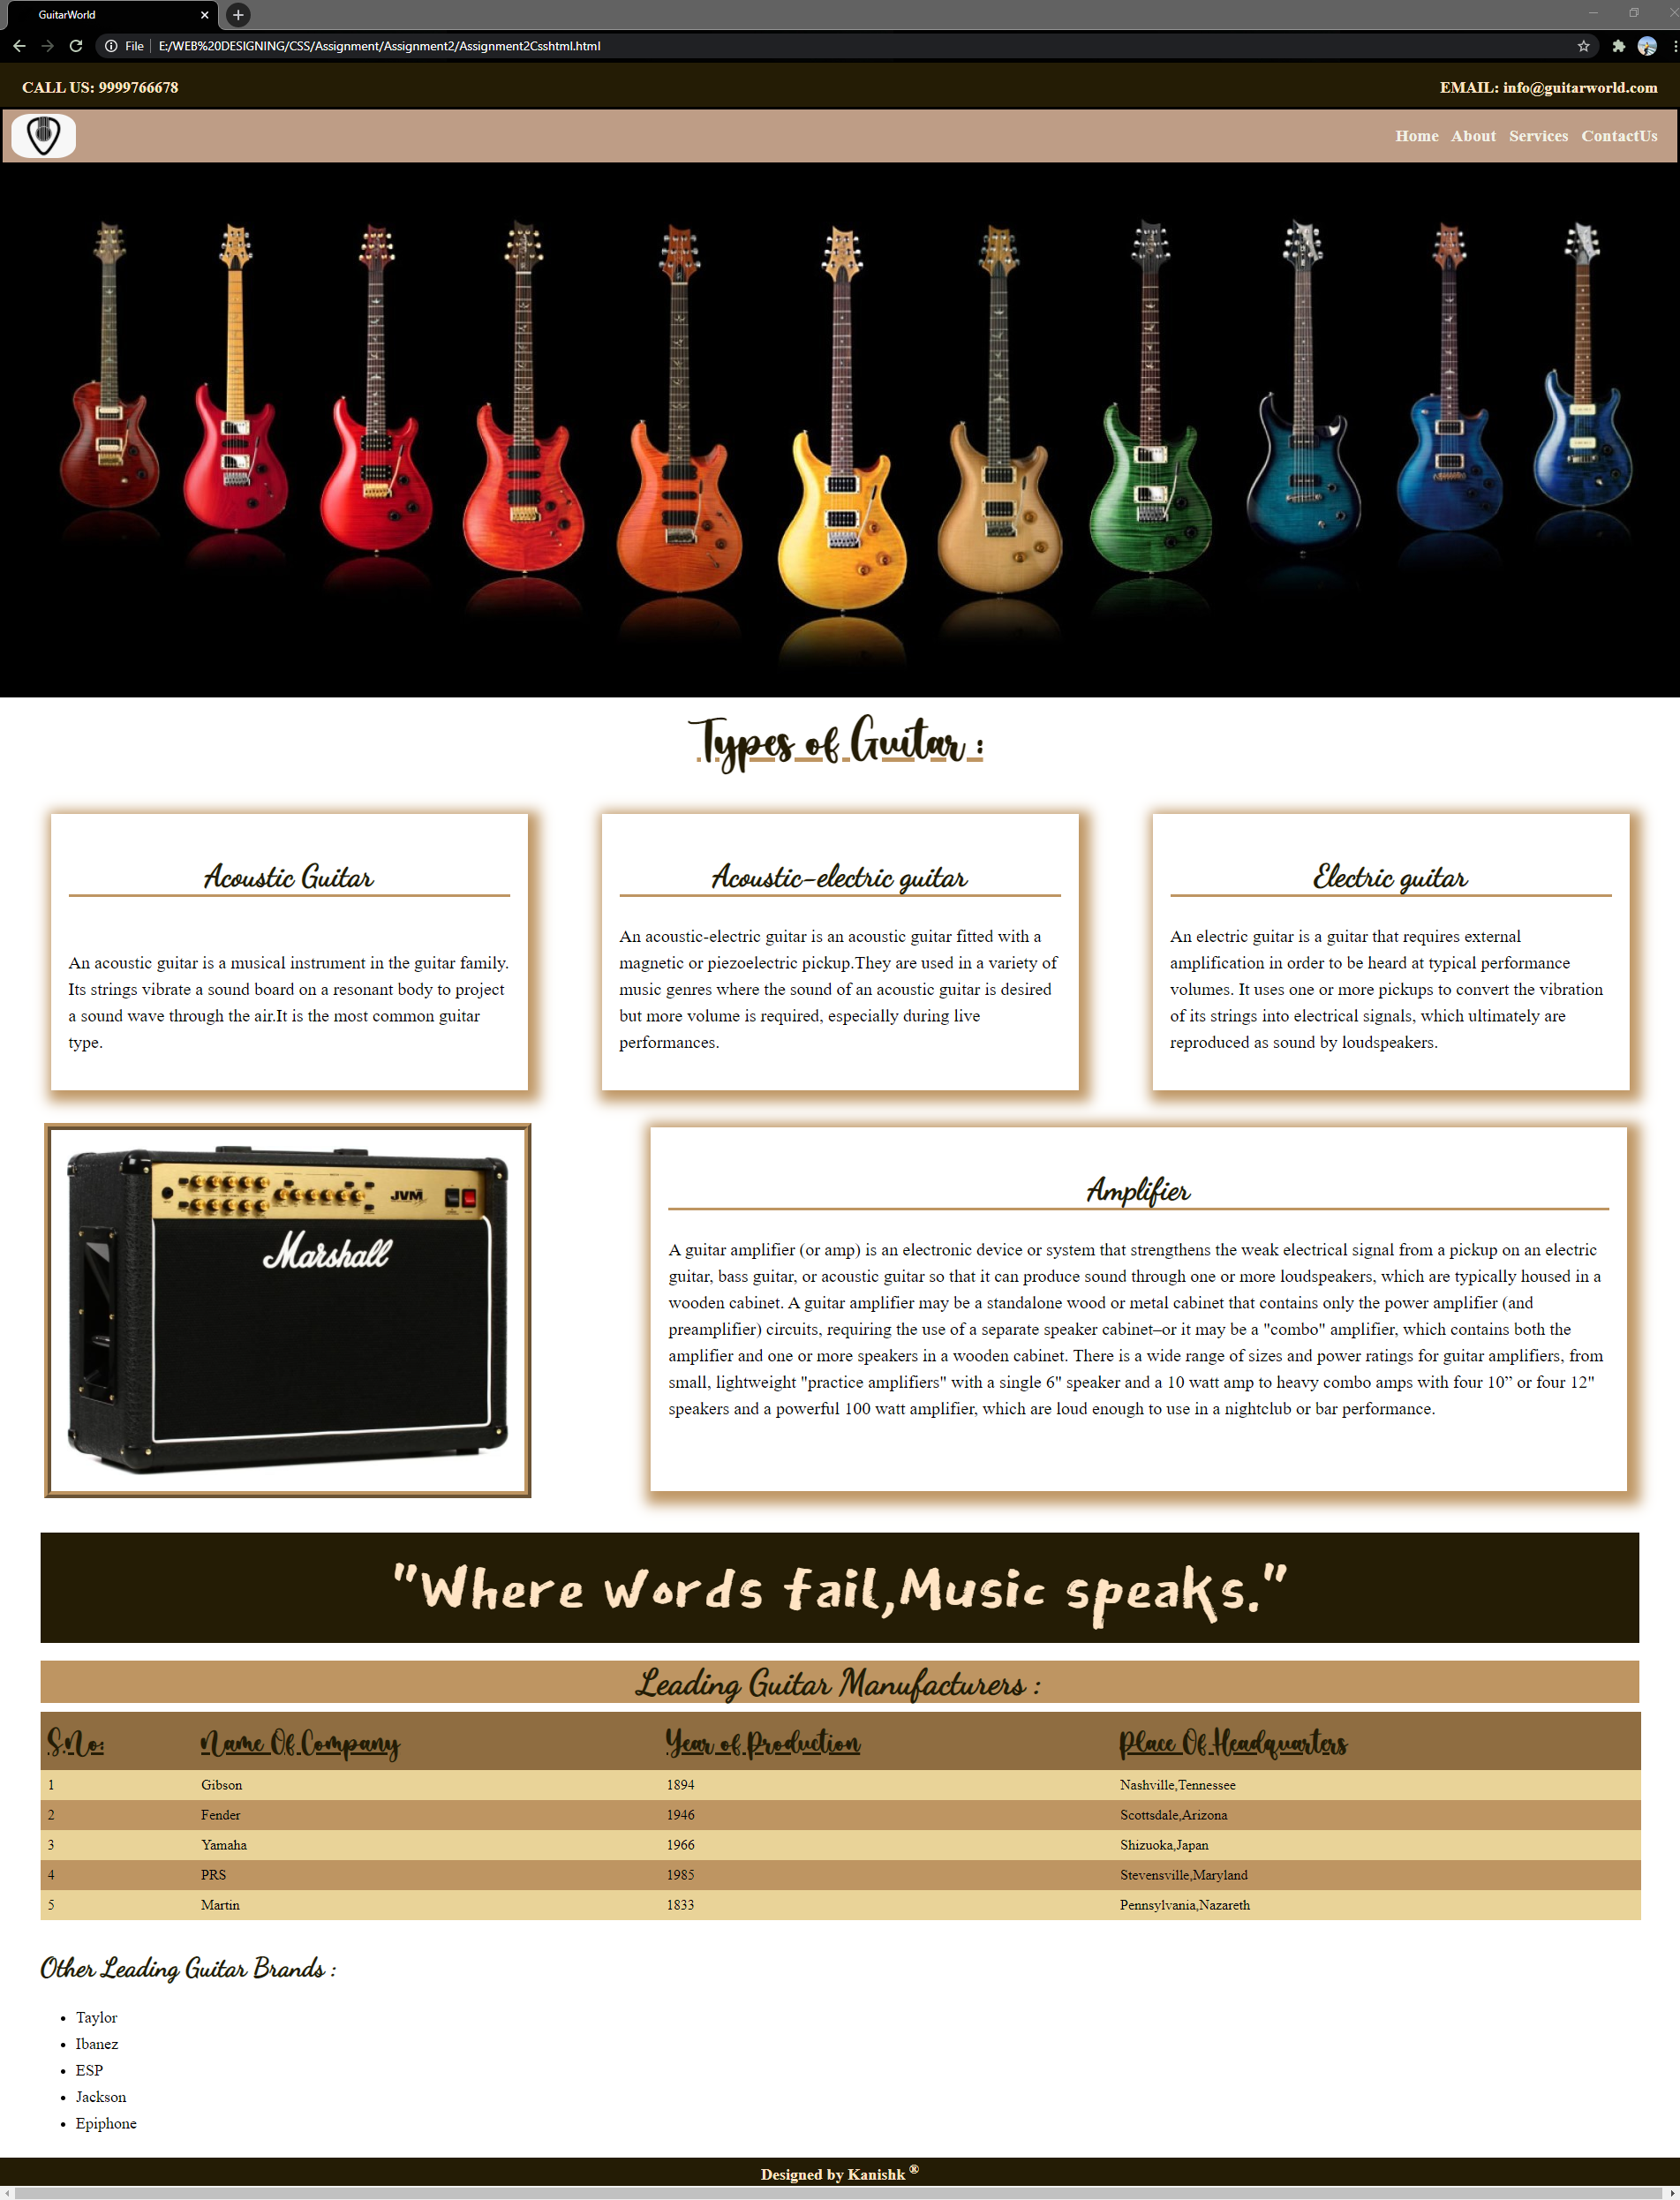 GuitarWorld
File E:/WEB%20DESIGNING/CSS/Assignment/Assignment2/Assignment2Csshtml.html
CALL US: 9999766678 EMAIL: info@guitarworld.com
Home About Services ContactUs
Types of Guitar :
Acoustic Guitar
An acoustic guitar is a musical instrument in the guitar family.
Its strings vibrate a sound board on a resonant body to project
a sound wave through the air.It is the most common guitar
type.
Acoustic-electric guitar
An acoustic-electric guitar is an acoustic guitar fitted with a
magnetic or piezoelectric pickup.They are used in a variety of
music genres where the sound of an acoustic guitar is desired
but more volume is required, especially during live
performances.
Electric guitar
An electric guitar is a guitar that requires external
amplification in order to be heard at typical performance
volumes. It uses one or more pickups to convert the vibration
of its strings into electrical signals, which ultimately are
reproduced as sound by loudspeakers.
JVM
Marshall
Amplifier
A guitar amplifier (or amp) is an electronic device or system that strengthens the weak electrical signal from a pickup on an electric
guitar, bass guitar, or acoustic guitar so that it can produce sound through one or more loudspeakers, which are typically housed in a
wooden cabinet. A guitar amplifier may be a standalone wood or metal cabinet that contains only the power amplifier (and
preamplifier) circuits, requiring the use of a separate speaker cabinet–or it may be a "combo" amplifier, which contains both the
amplifier and one or more speakers in a wooden cabinet. There is a wide range of sizes and power ratings for guitar amplifiers, from
small, lightweight "practice amplifiers" with a single 6" speaker and a 10 watt amp to heavy combo amps with four 10” or four 12"
speakers and a powerful 100 watt amplifier, which are loud enough to use in a nightclub or bar performance.
"Where words fail,Music speaks."
Leading Guitar Manufacturers :
S.No: Name Of Company Year of Production Place Of Headquarters
1 Gibson 1894 Nashville,Tennessee
2 Fender 1946 Scottsdale,Arizona
3 Yamaha 1966 Shizuoka,Japan
4 PRS 1985 Stevensville,Maryland
5 Martin 1833 Pennsylvania,Nazareth
Other Leading Guitar Brands :
• Taylor
• Ibanez
• ESP
• Jackson
• Epiphone
Designed by Kanishk ®